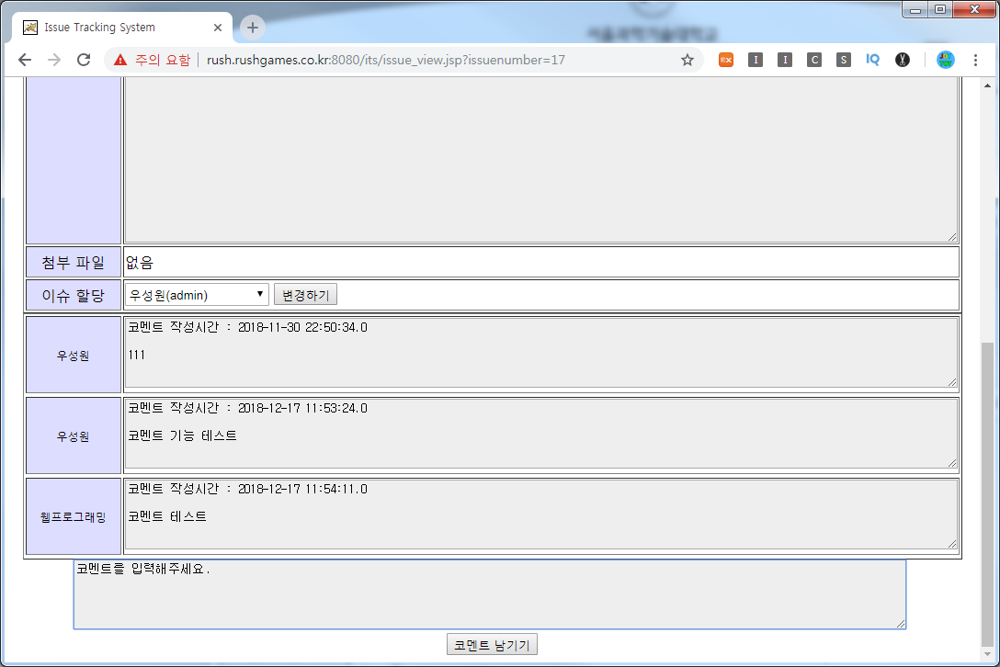 Issue Tracking System
주의 요함 rush.rushgames.co.kr:8080/its/issue_view.jsp?issuenumber=17
EX I I C S IQ
첨부 파일 없음
이슈 할당 우성원(admin) 변경하기
코멘트 작성시간 : 2018-11-30 22:50:34.0
우성원 111
코멘트 작성시간 : 2018-12-17 11:53:24.0
우성원 코멘트 기능 테스트
코멘트 작성시간 : 2018-12-17 11:54:11.0
웹프로그래밍 코멘트 테스트
코멘트를 입력해주세요.
코멘트 남기기